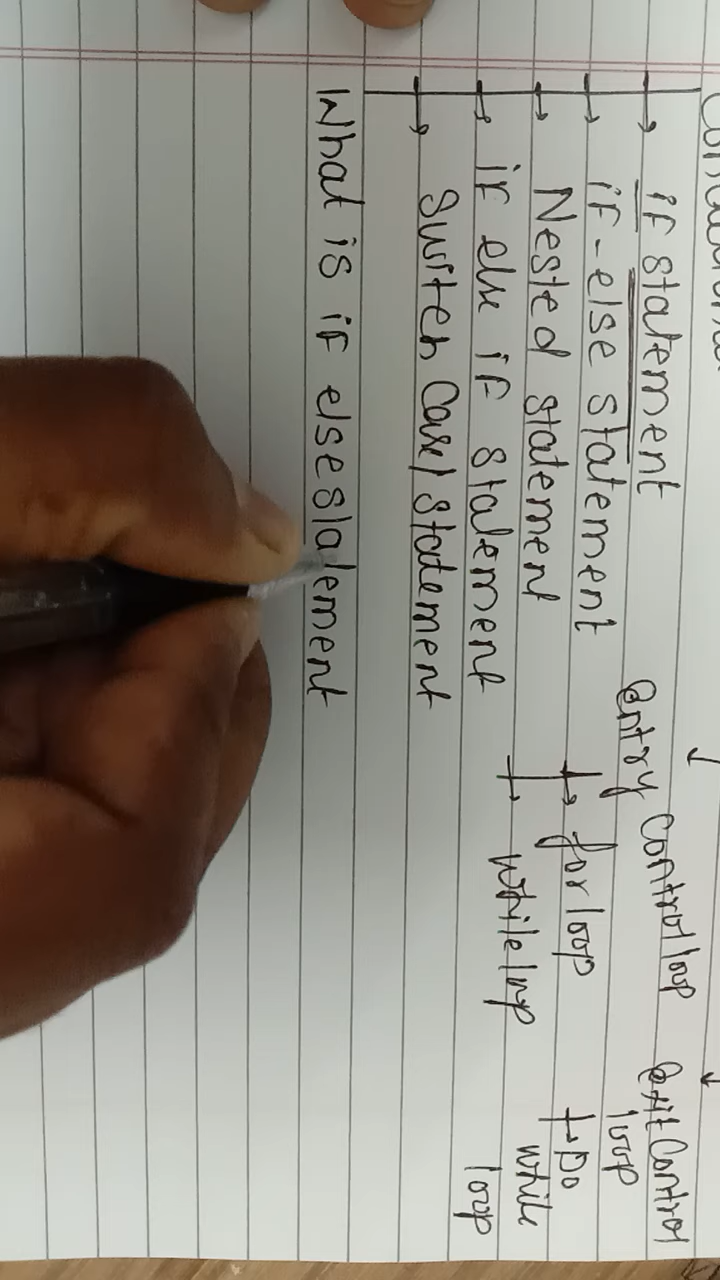 if statement
if-else statement
Nested statement
if else if statement
Switch Case/statement
entry control loop
for loop
while loop
exit control
loop
Do
while
loop
What is if else statement